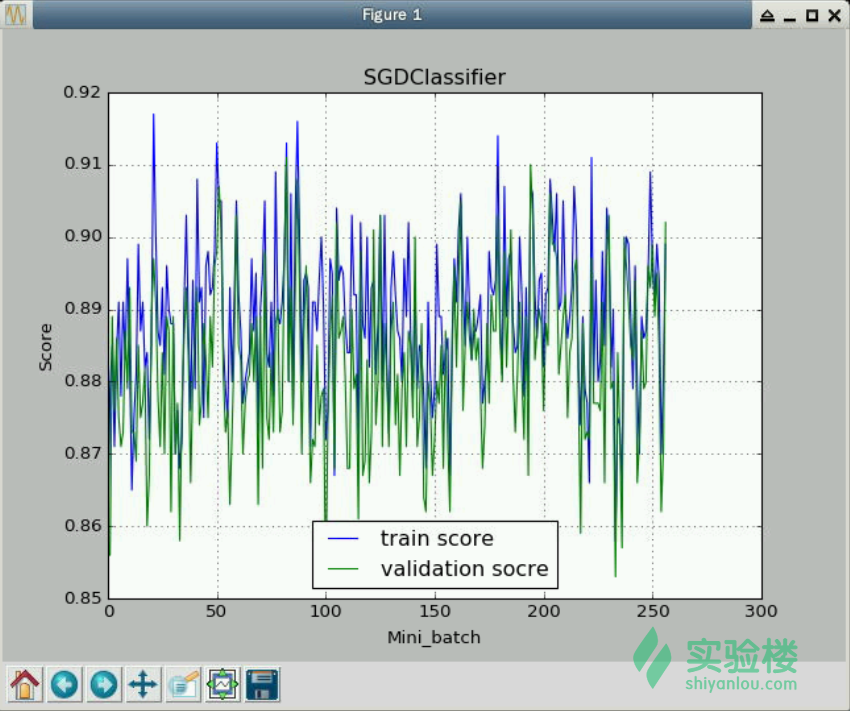 Figure 1
SGDClassifier
0.92
0.91
0.90
0.89
0.88
0.87
0.86
0.85
Score
train score
validation socre
0 50 100 150 200 250 300
Mini_batch
实验楼
shiyanlou.com